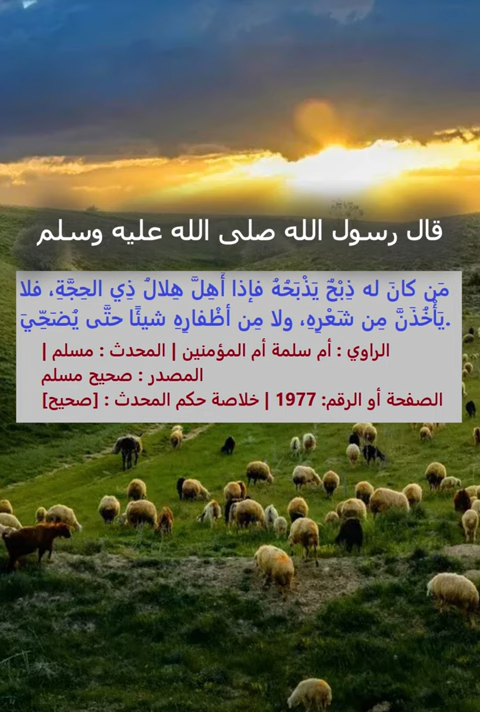 قال رسول الله صلى الله عليه وسلم
مَن كانَ له ذِبْحٌ يَذْبَحُهُ فإذا أُهِلَّ هِلالُ ذِي الحِجَّةِ، فلا
يَأْخُذَنَّ مِن شَعْرِهِ، ولا مِن أظْفارِهِ شيئًا حتَّى يُضَحِّيَ.
الراوي : أم سلمة أم المؤمنين | المحدث : مسلم |
المصدر : صحيح مسلم
الصفحة أو الرقم: 1977 | خلاصة حكم المحدث : [صحيح]